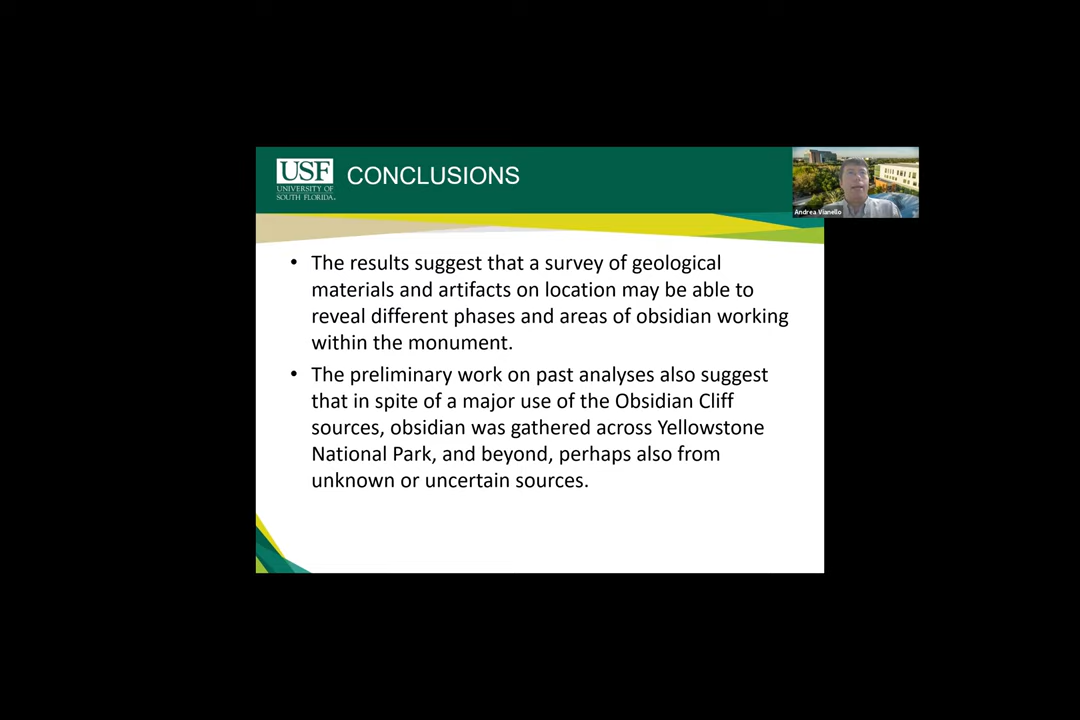 USF
UNIVERSITY OF
SOUTH FLORIDA.
CONCLUSIONS
Andrea Vianello
• The results suggest that a survey of geological
materials and artifacts on location may be able to
reveal different phases and areas of obsidian working
within the monument.
• The preliminary work on past analyses also suggest
that in spite of a major use of the Obsidian Cliff
sources, obsidian was gathered across Yellowstone
National Park, and beyond, perhaps also from
unknown or uncertain sources.